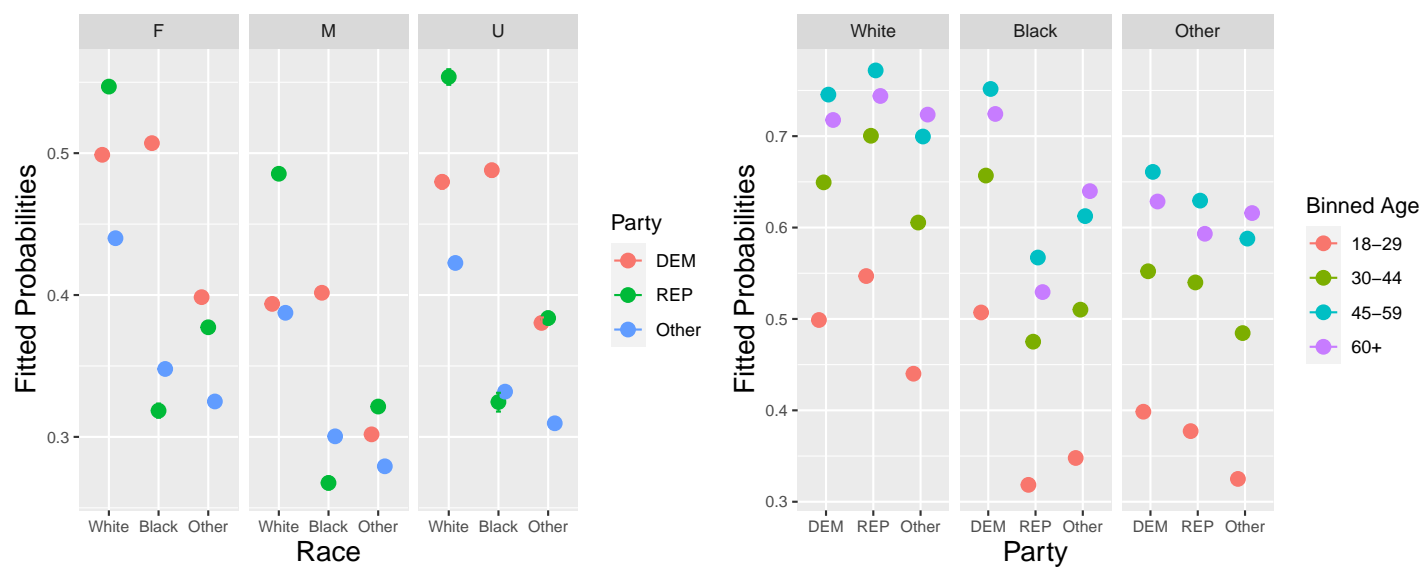 F M U
Fitted Probabilities
0.5
0.4
0.3
White Black Other White Black Other White Black Other
Race
Party
DEM
REP
Other
White Black Other
Fitted Probabilities
0.7
0.6
0.5
0.4
0.3
DEM REP Other DEM REP Other DEM REP Other
Party
Binned Age
18−29
30−44
45−59
60+